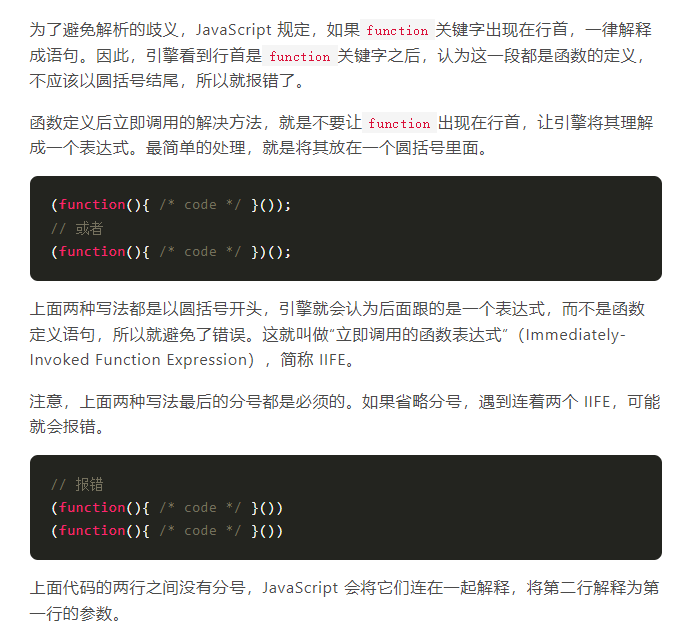 为了避免解析的歧义，JavaScript 规定，如果 function 关键字出现在行首，一律解释
成语句。因此，引擎看到行首是 function 关键字之后，认为这一段都是函数的定义，
不应该以圆括号结尾，所以就报错了。
函数定义后立即调用的解决方法，就是不要让 function 出现在行首，让引擎将其理解
成一个表达式。最简单的处理，就是将其放在一个圆括号里面。
(function(){ /* code */ }());
// 或者
(function(){ /* code */ })();
上面两种写法都是以圆括号开头，引擎就会认为后面跟的是一个表达式，而不是函数
定义语句，所以就避免了错误。这就叫做“立即调用的函数表达式”（Immediately-
Invoked Function Expression），简称 IIFE。
注意，上面两种写法最后的分号都是必须的。如果省略分号，遇到连着两个 IIFE，可能
就会报错。
// 报错
(function(){ /* code */ }())
(function(){ /* code */ }())
上面代码的两行之间没有分号，JavaScript 会将它们连在一起解释，将第二行解释为第
一行的参数。